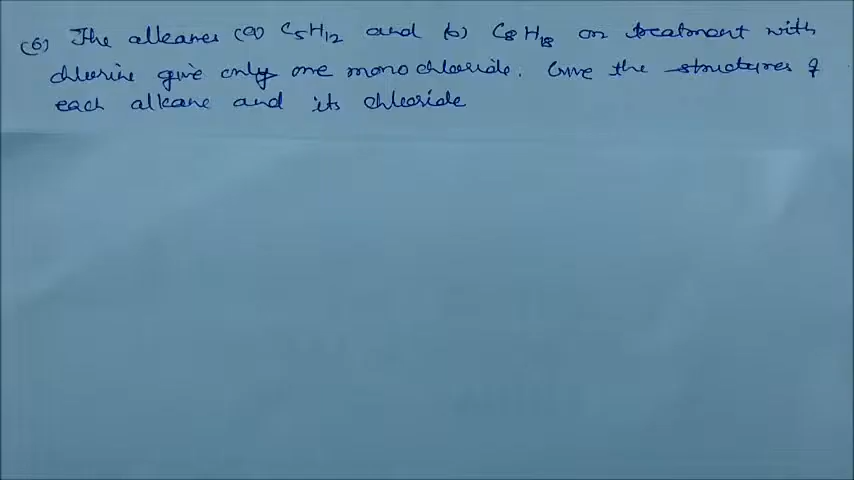 (6) The alkanes (a) C₅H₁₂ and (b) C₈H₁₈ on treatment with
chlorine give only one monochloride. Give the structures of
each alkane and its chloride